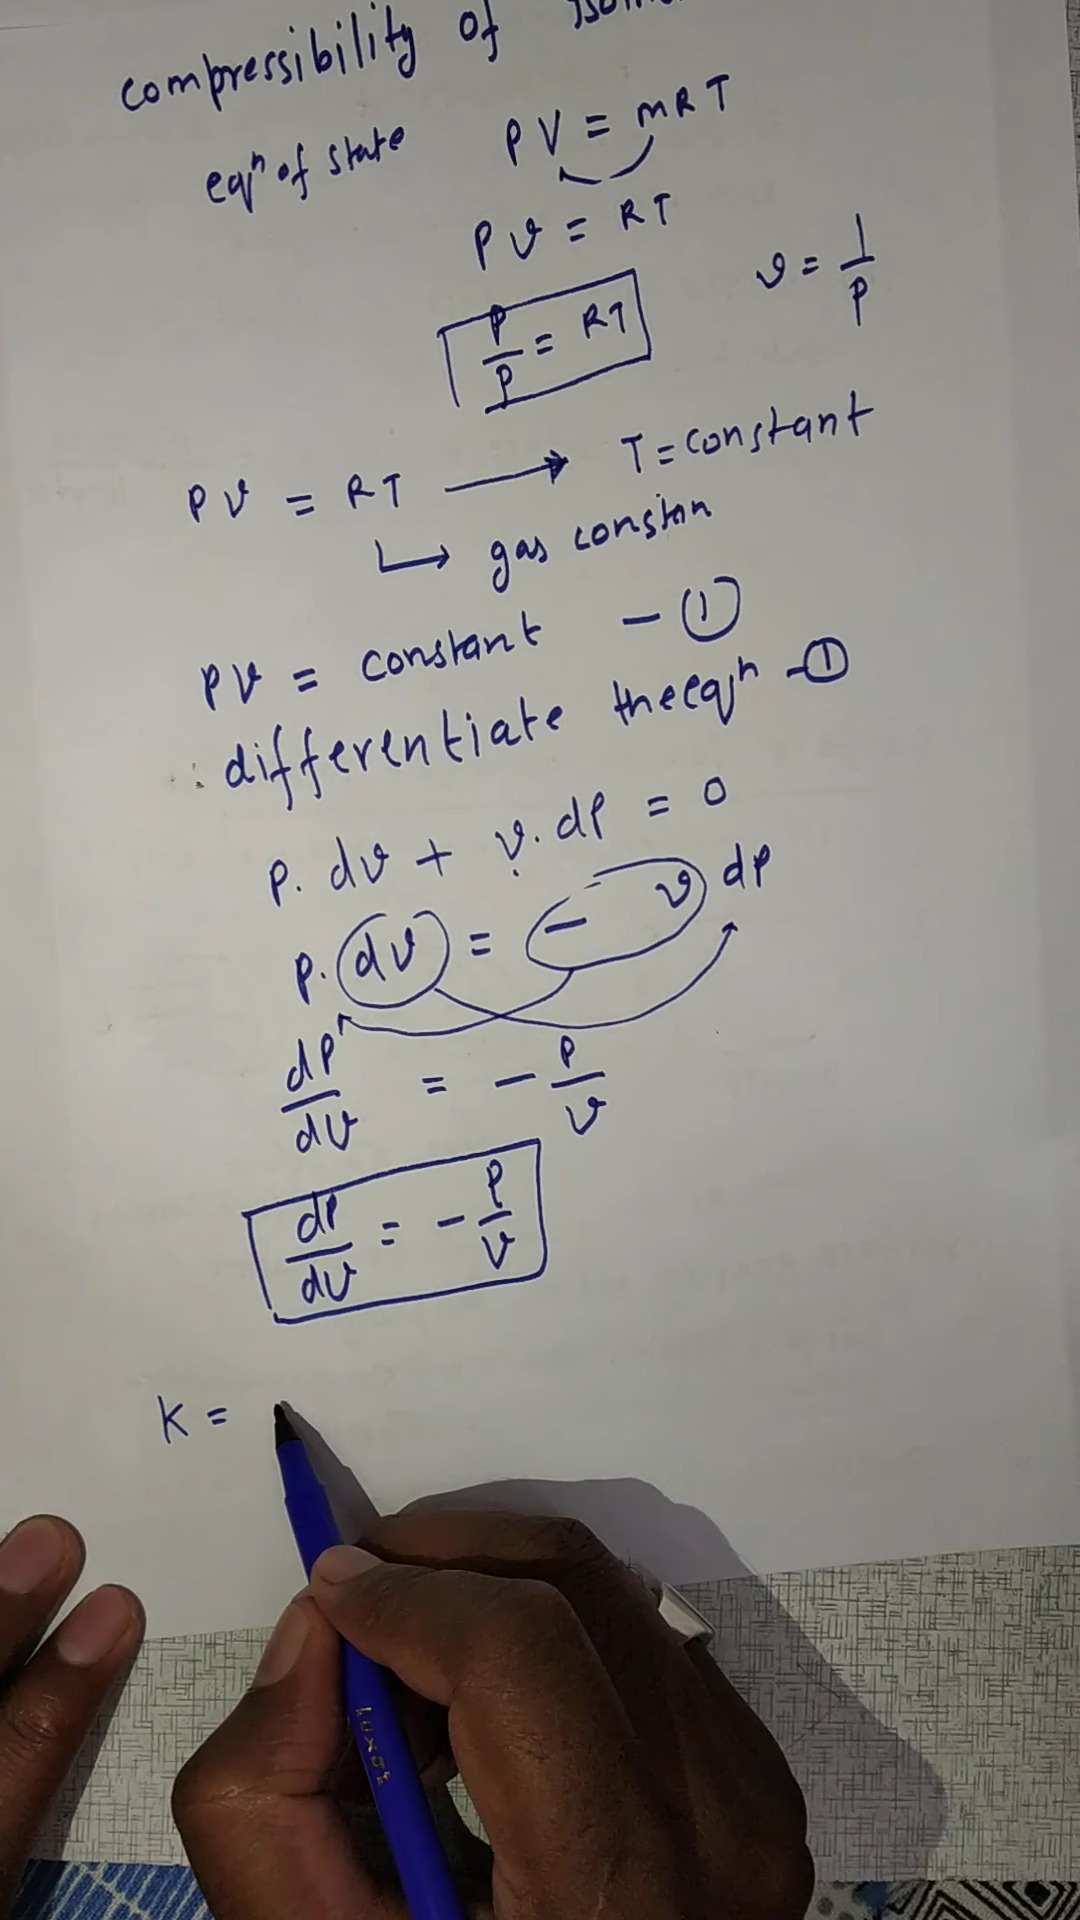 compressibility of
eqⁿ of state PV = mRT
Pv = RT
v = 1/ρ
P/ρ = RT
Pv = RT → T = constant
↳ gas constan
Pv = constant - ①
∴ differentiate the eqⁿ - ①
P. dv + v. dP = 0
P. dv = - v dP
dP/dv = - P/v
dP/dv = - P/v
K =
LUXOR